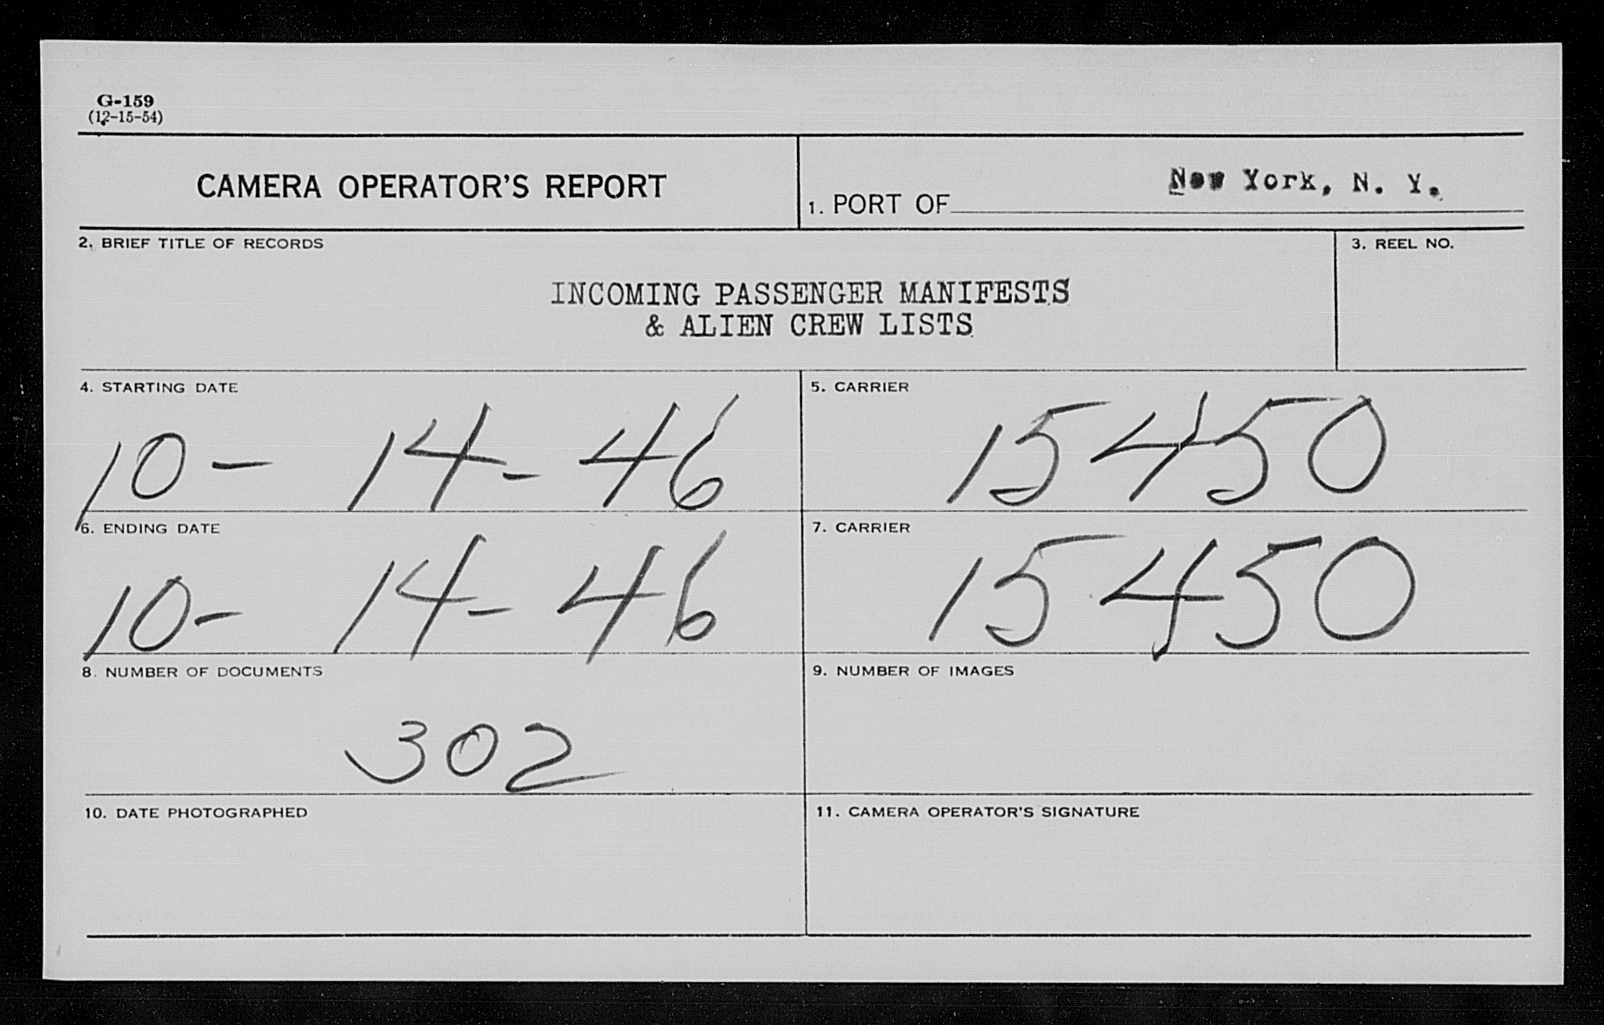 G-159
(12-15-54)
CAMERA OPERATOR'S REPORT
1. PORT OF New York, N. Y.
2. BRIEF TITLE OF RECORDS
INCOMING PASSENGER MANIFESTS
& ALIEN CREW LISTS
3. REEL NO.
4. STARTING DATE
10- 14-46
5. CARRIER
15450
6. ENDING DATE
10- 14-46
7. CARRIER
15450
8. NUMBER OF DOCUMENTS
302
9. NUMBER OF IMAGES
10. DATE PHOTOGRAPHED
11. CAMERA OPERATOR'S SIGNATURE